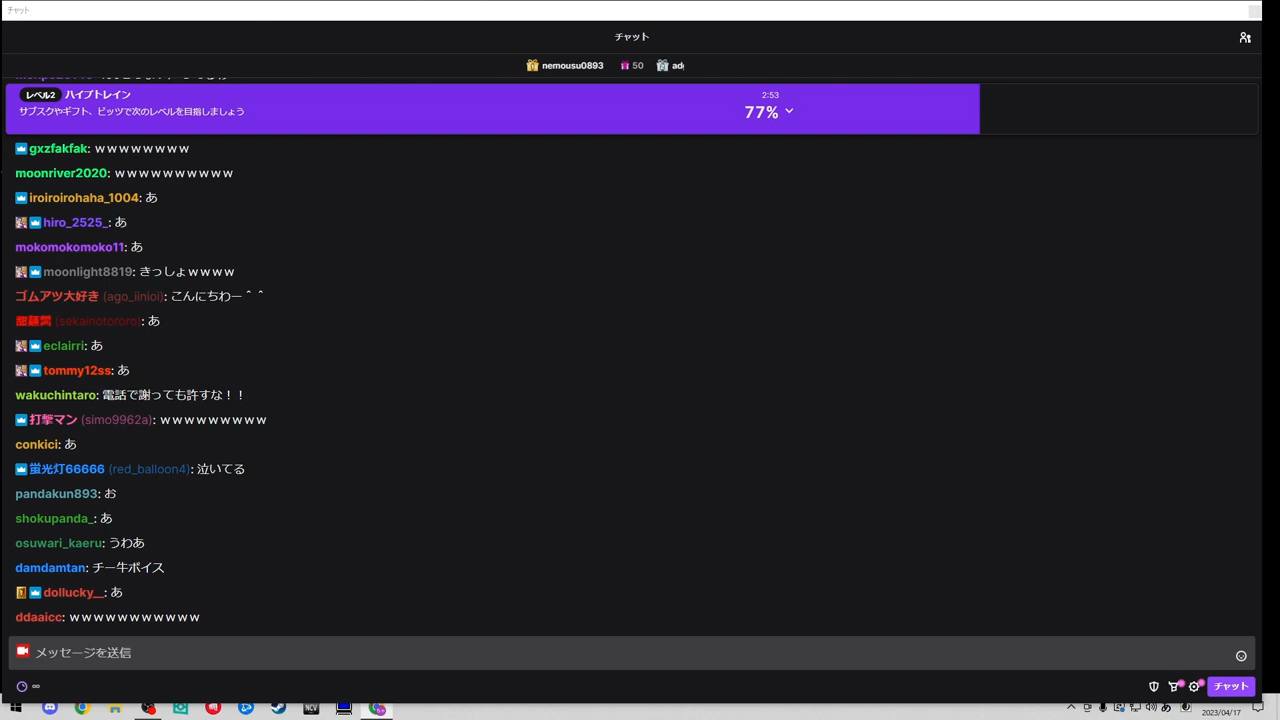 チャット
チャット
nemousu0893 50
レベル2 ハイプトレイン
サブスクやギフト、ビッツで次のレベルを目指しましょう
2:53
77%
gxzfakfak: ｗｗｗｗｗｗｗｗ
moonriver2020: ｗｗｗｗｗｗｗｗｗｗ
iroiroirohaha_1004: あ
hiro_2525_: あ
mokomokomoko11: あ
moonlight8819: きっしょｗｗｗｗ
ゴムアツ大好き (ago_iinioi): こんにちわー＾＾
(sekainotororo): あ
eclairri: あ
tommy12ss: あ
wakuchintaro: 電話で謝っても許すな！！
打撃マン (simo9962a): ｗｗｗｗｗｗｗｗｗ
conkici: あ
蛍光灯66666 (red_balloon4): 泣いてる
pandakun893: お
shokupanda_: あ
osuwari_kaeru: うわあ
damdamtan: チー牛ボイス
dollucky__: あ
ddaaicc: ｗｗｗｗｗｗｗｗｗｗｗ
メッセージを送信
∞
チャット
NCV
あ
2023/04/17